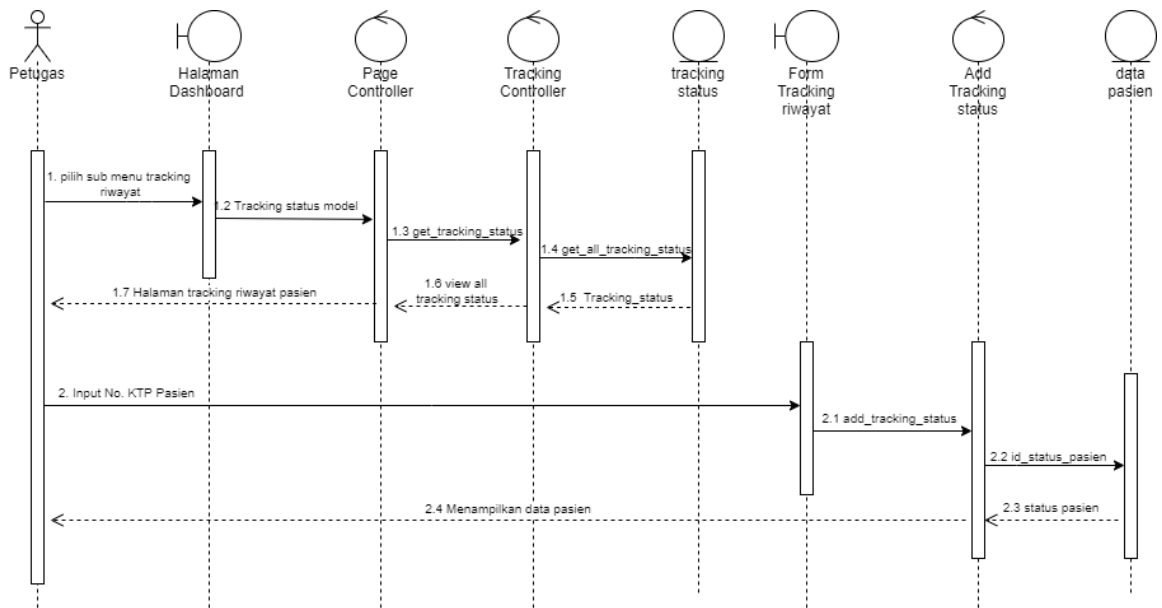 Petugas
Halaman
Dashboard
Page
Controller
Tracking
Controller
tracking
status
Form
Tracking
riwayat
Add
Tracking
status
data
pasien
1. pilih sub menu tracking
riwayat
1.2 Tracking status model
1.3 get_tracking_status
1.4 get_all_tracking_status
1.5 Tracking_status
1.6 view all
tracking status
1.7 Halaman tracking riwayat pasien
2. Input No. KTP Pasien
2.1 add_tracking_status
2.2 id_status_pasien
2.3 status pasien
2.4 Menampilkan data pasien